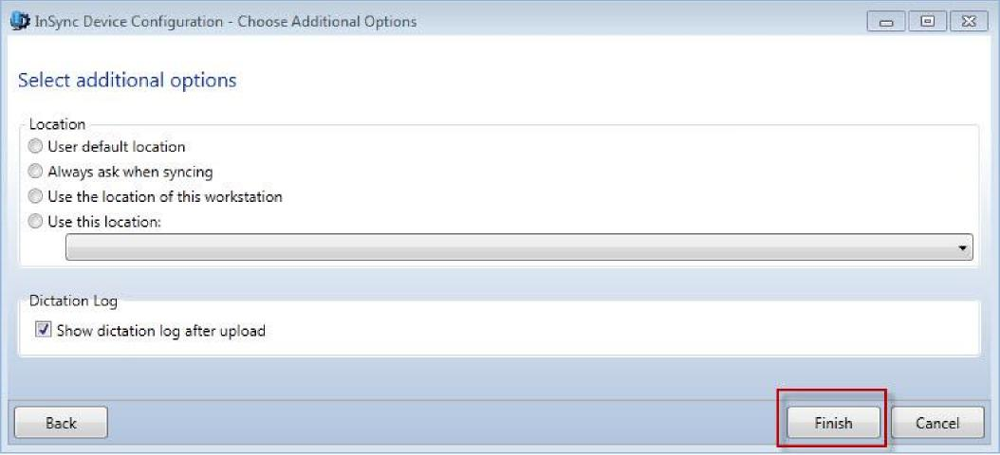 InSync Device Configuration - Choose Additional Options
Select additional options
Location
User default location
Always ask when syncing
Use the location of this workstation
Use this location:
Dictation Log
Show dictation log after upload
Back
Finish
Cancel